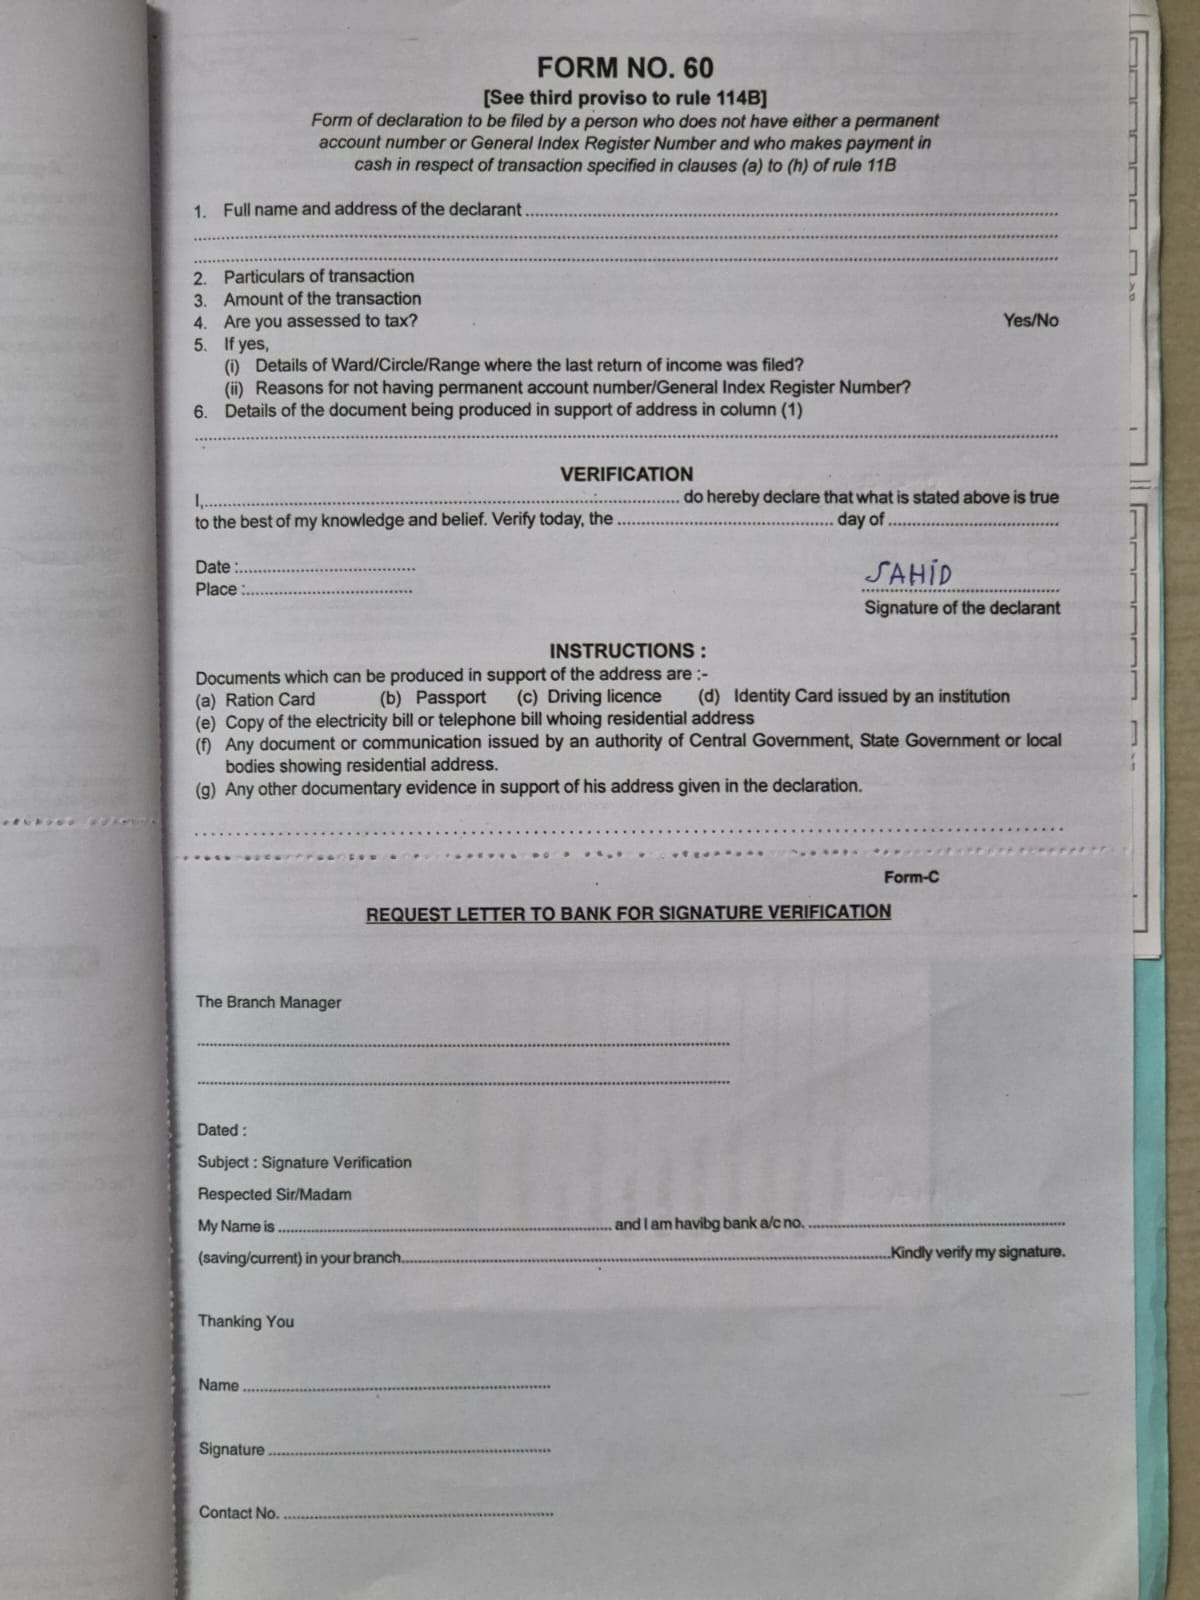 FORM NO. 60
[See third proviso to rule 114B]
Form of declaration to be filed by a person who does not have either a permanent
account number or General Index Register Number and who makes payment in
cash in respect of transaction specified in clauses (a) to (h) of rule 11B
1. Full name and address of the declarant
2. Particulars of transaction
3. Amount of the transaction
4. Are you assessed to tax? Yes/No
5. If yes,
(i) Details of Ward/Circle/Range where the last return of income was filed?
(ii) Reasons for not having permanent account number/General Index Register Number?
6. Details of the document being produced in support of address in column (1)
VERIFICATION
I,........................ do hereby declare that what is stated above is true
to the best of my knowledge and belief. Verify today, the ........................ day of ........................
Date :........................
Place :........................
SAHID
Signature of the declarant
INSTRUCTIONS :
Documents which can be produced in support of the address are :-
(a) Ration Card (b) Passport (c) Driving licence (d) Identity Card issued by an institution
(e) Copy of the electricity bill or telephone bill whoing residential address
(f) Any document or communication issued by an authority of Central Government, State Government or local
bodies showing residential address.
(g) Any other documentary evidence in support of his address given in the declaration.
Form-C
REQUEST LETTER TO BANK FOR SIGNATURE VERIFICATION
The Branch Manager
Dated :
Subject : Signature Verification
Respected Sir/Madam
My Name is ........................ and I am havibg bank a/c no. ........................
(saving/current) in your branch........................Kindly verify my signature.
Thanking You
Name ........................
Signature ........................
Contact No. ........................